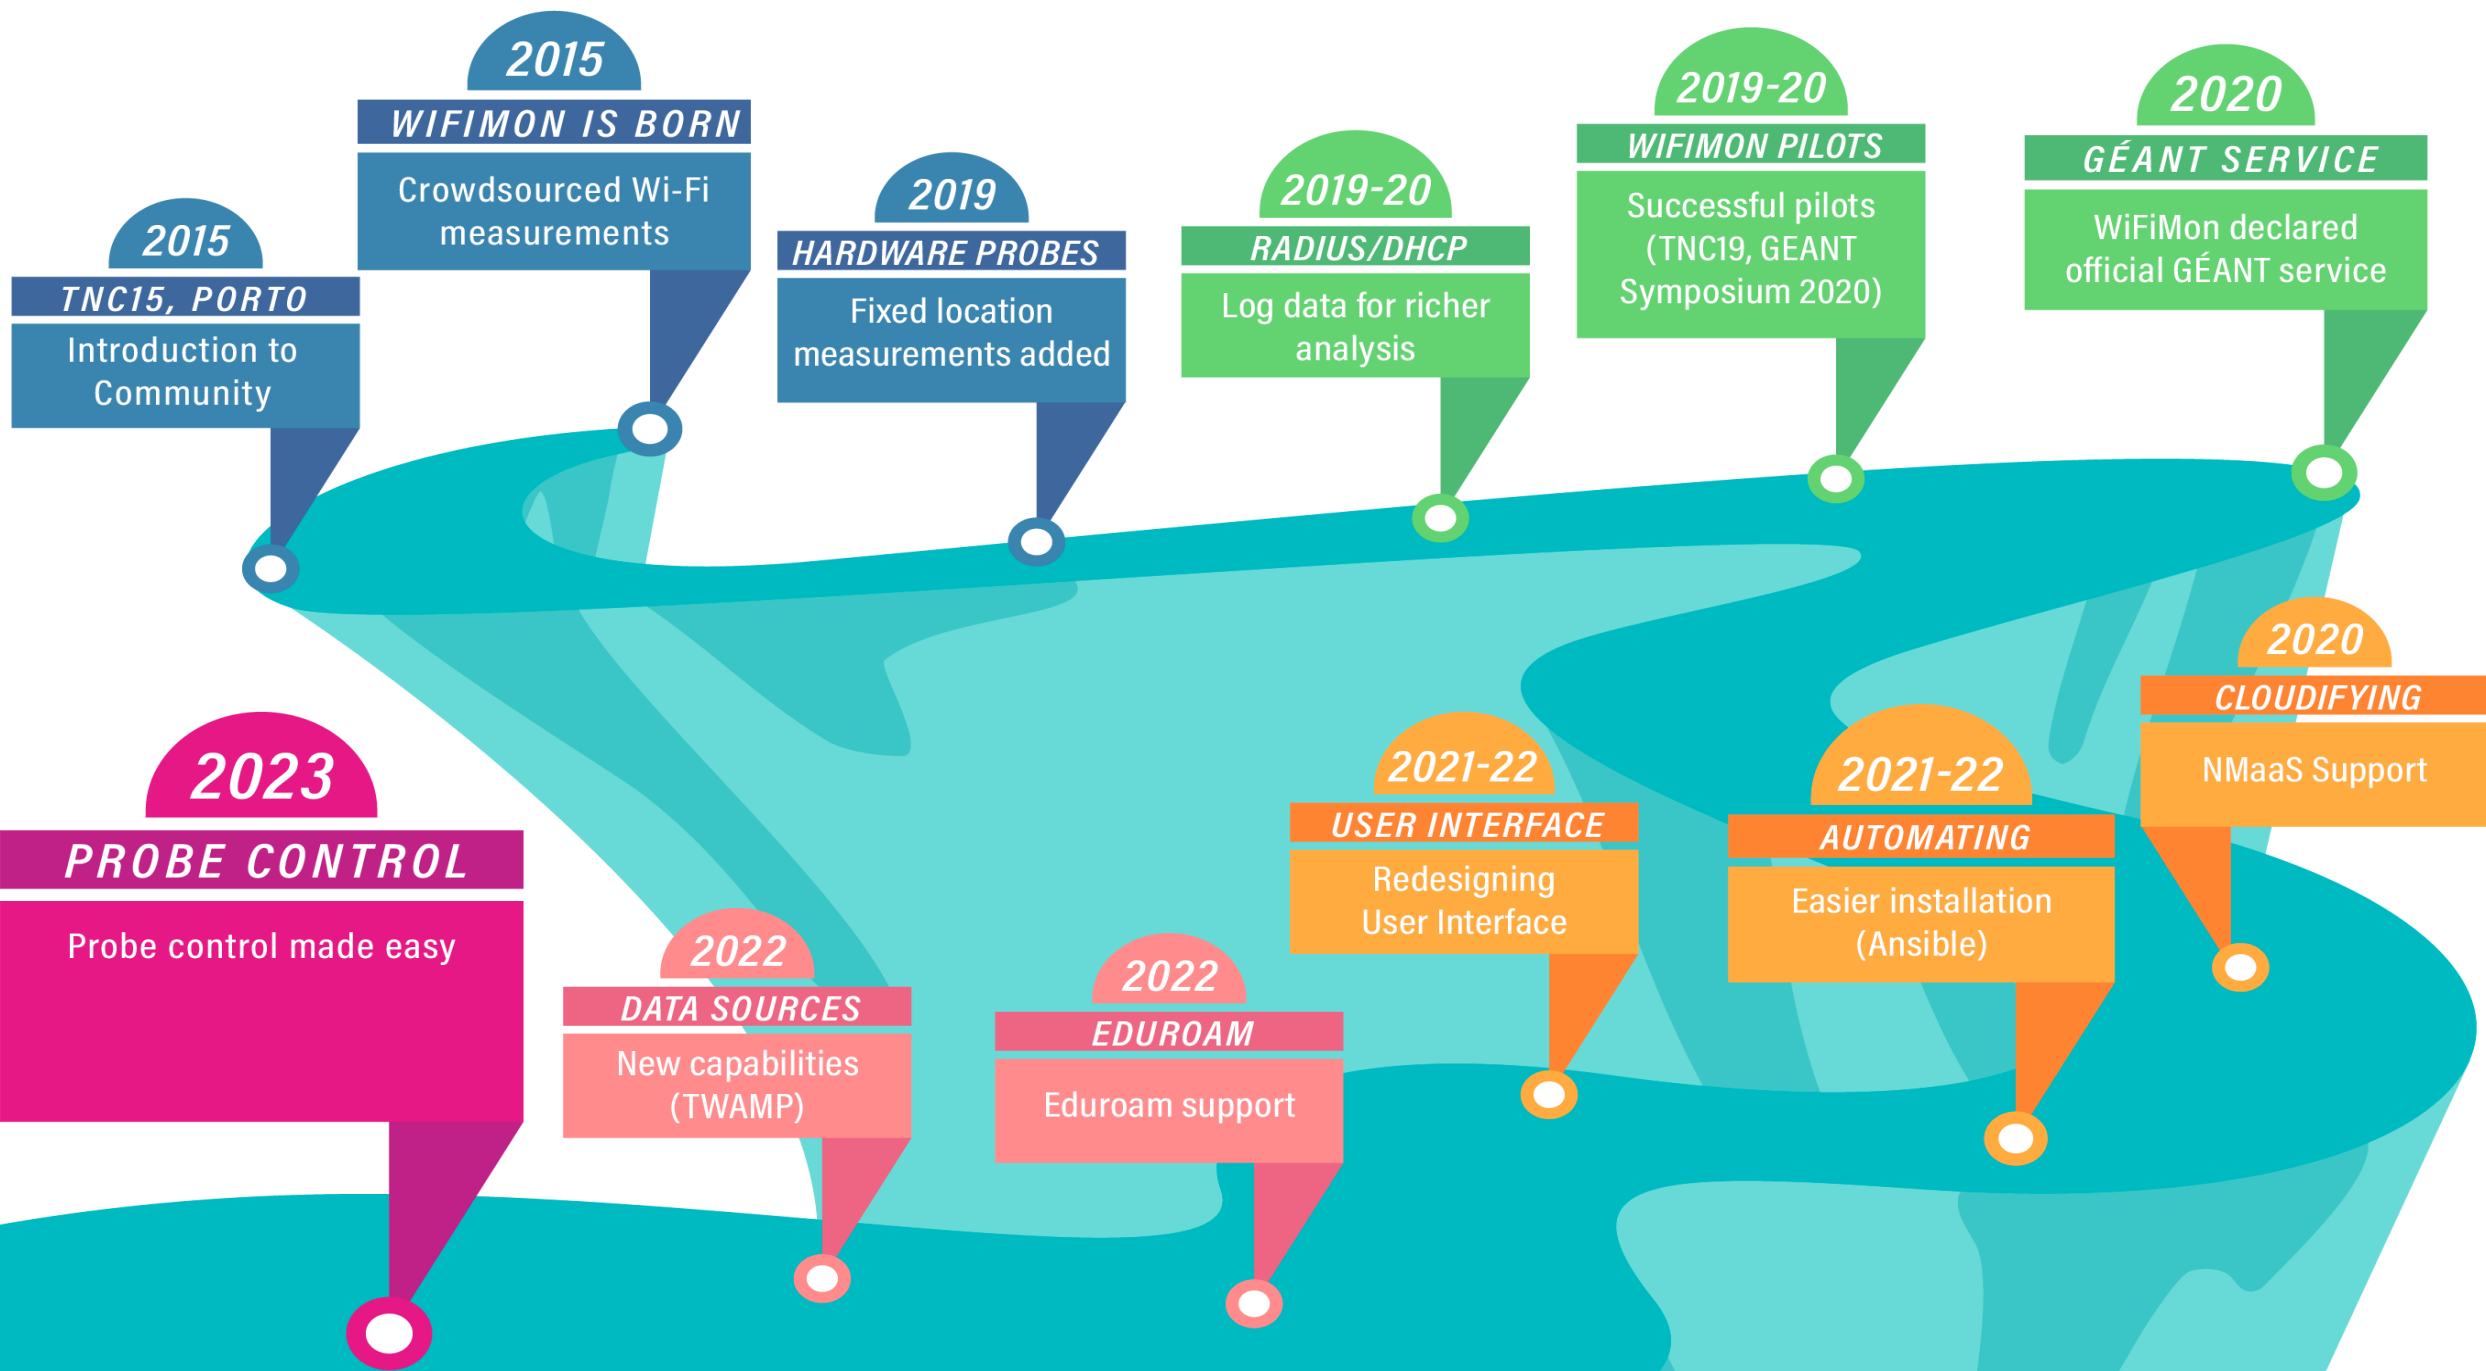 2015
WIFIMON IS BORN
Crowdsourced Wi-Fi
measurements
2015
TNC15, PORTO
Introduction to
Community
2019
HARDWARE PROBES
Fixed location
measurements added
2019-20
RADIUS/DHCP
Log data for richer
analysis
2019-20
WIFIMON PILOTS
Successful pilots
(TNC19, GEANT
Symposium 2020)
2020
GÉANT SERVICE
WiFiMon declared
official GÉANT service
2020
CLOUDIFYING
NMaaS Support
2021-22
AUTOMATING
Easier installation
(Ansible)
2021-22
USER INTERFACE
Redesigning
User Interface
2022
EDUROAM
Eduroam support
2022
DATA SOURCES
New capabilities
(TWAMP)
2023
PROBE CONTROL
Probe control made easy